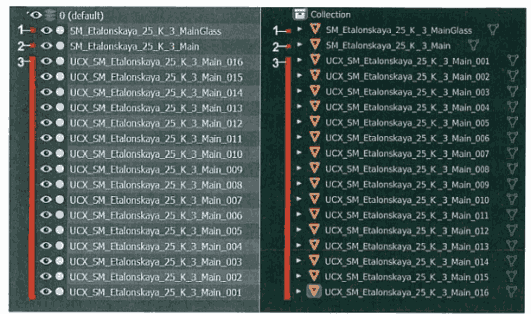 0 (default)
1 SM_Etalonskaya_25_K_3_MainGlass
2 SM_Etalonskaya_25_K_3_Main
3 UCX_SM_Etalonskaya_25_K_3_Main_016
UCX_SM_Etalonskaya_25_K_3_Main_015
UCX_SM_Etalonskaya_25_K_3_Main_014
UCX_SM_Etalonskaya_25_K_3_Main_013
UCX_SM_Etalonskaya_25_K_3_Main_012
UCX_SM_Etalonskaya_25_K_3_Main_011
UCX_SM_Etalonskaya_25_K_3_Main_010
UCX_SM_Etalonskaya_25_K_3_Main_009
UCX_SM_Etalonskaya_25_K_3_Main_008
UCX_SM_Etalonskaya_25_K_3_Main_007
UCX_SM_Etalonskaya_25_K_3_Main_006
UCX_SM_Etalonskaya_25_K_3_Main_005
UCX_SM_Etalonskaya_25_K_3_Main_004
UCX_SM_Etalonskaya_25_K_3_Main_003
UCX_SM_Etalonskaya_25_K_3_Main_002
UCX_SM_Etalonskaya_25_K_3_Main_001
Collection
1 SM_Etalonskaya_25_K_3_MainGlass
2 SM_Etalonskaya_25_K_3_Main
3 UCX_SM_Etalonskaya_25_K_3_Main_001
UCX_SM_Etalonskaya_25_K_3_Main_002
UCX_SM_Etalonskaya_25_K_3_Main_003
UCX_SM_Etalonskaya_25_K_3_Main_004
UCX_SM_Etalonskaya_25_K_3_Main_005
UCX_SM_Etalonskaya_25_K_3_Main_006
UCX_SM_Etalonskaya_25_K_3_Main_007
UCX_SM_Etalonskaya_25_K_3_Main_008
UCX_SM_Etalonskaya_25_K_3_Main_009
UCX_SM_Etalonskaya_25_K_3_Main_010
UCX_SM_Etalonskaya_25_K_3_Main_011
UCX_SM_Etalonskaya_25_K_3_Main_012
UCX_SM_Etalonskaya_25_K_3_Main_013
UCX_SM_Etalonskaya_25_K_3_Main_014
UCX_SM_Etalonskaya_25_K_3_Main_015
UCX_SM_Etalonskaya_25_K_3_Main_016